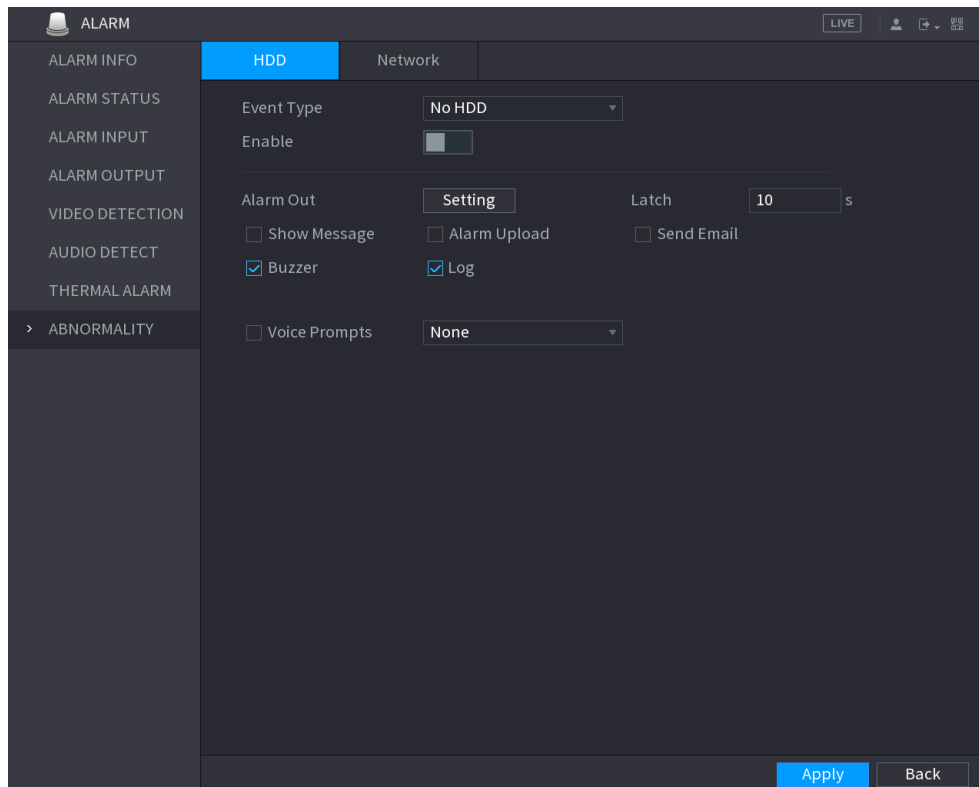 ALARM
LIVE
ALARM INFO
ALARM STATUS
ALARM INPUT
ALARM OUTPUT
VIDEO DETECTION
AUDIO DETECT
THERMAL ALARM
ABNORMALITY
HDD Network
Event Type No HDD
Enable
Alarm Out Setting Latch 10 s
Show Message Alarm Upload Send Email
Buzzer Log
Voice Prompts None
Apply Back